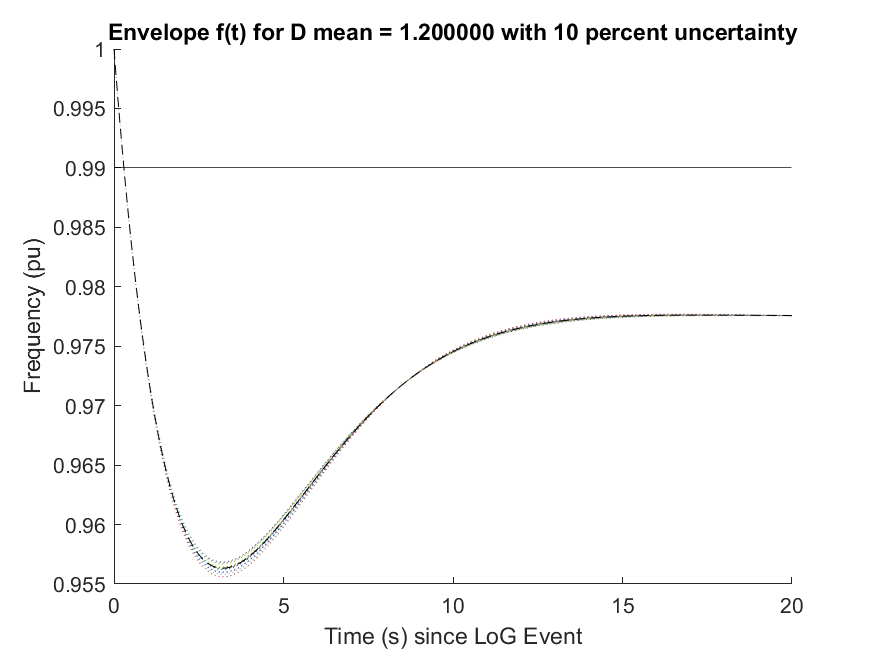 Envelope f(t) for D mean = 1.200000 with 10 percent uncertainty
1
0.995
0.99
0.985
0.98
0.975
0.97
0.965
0.96
0.955
Frequency (pu)
0 5 10 15 20
Time (s) since LoG Event